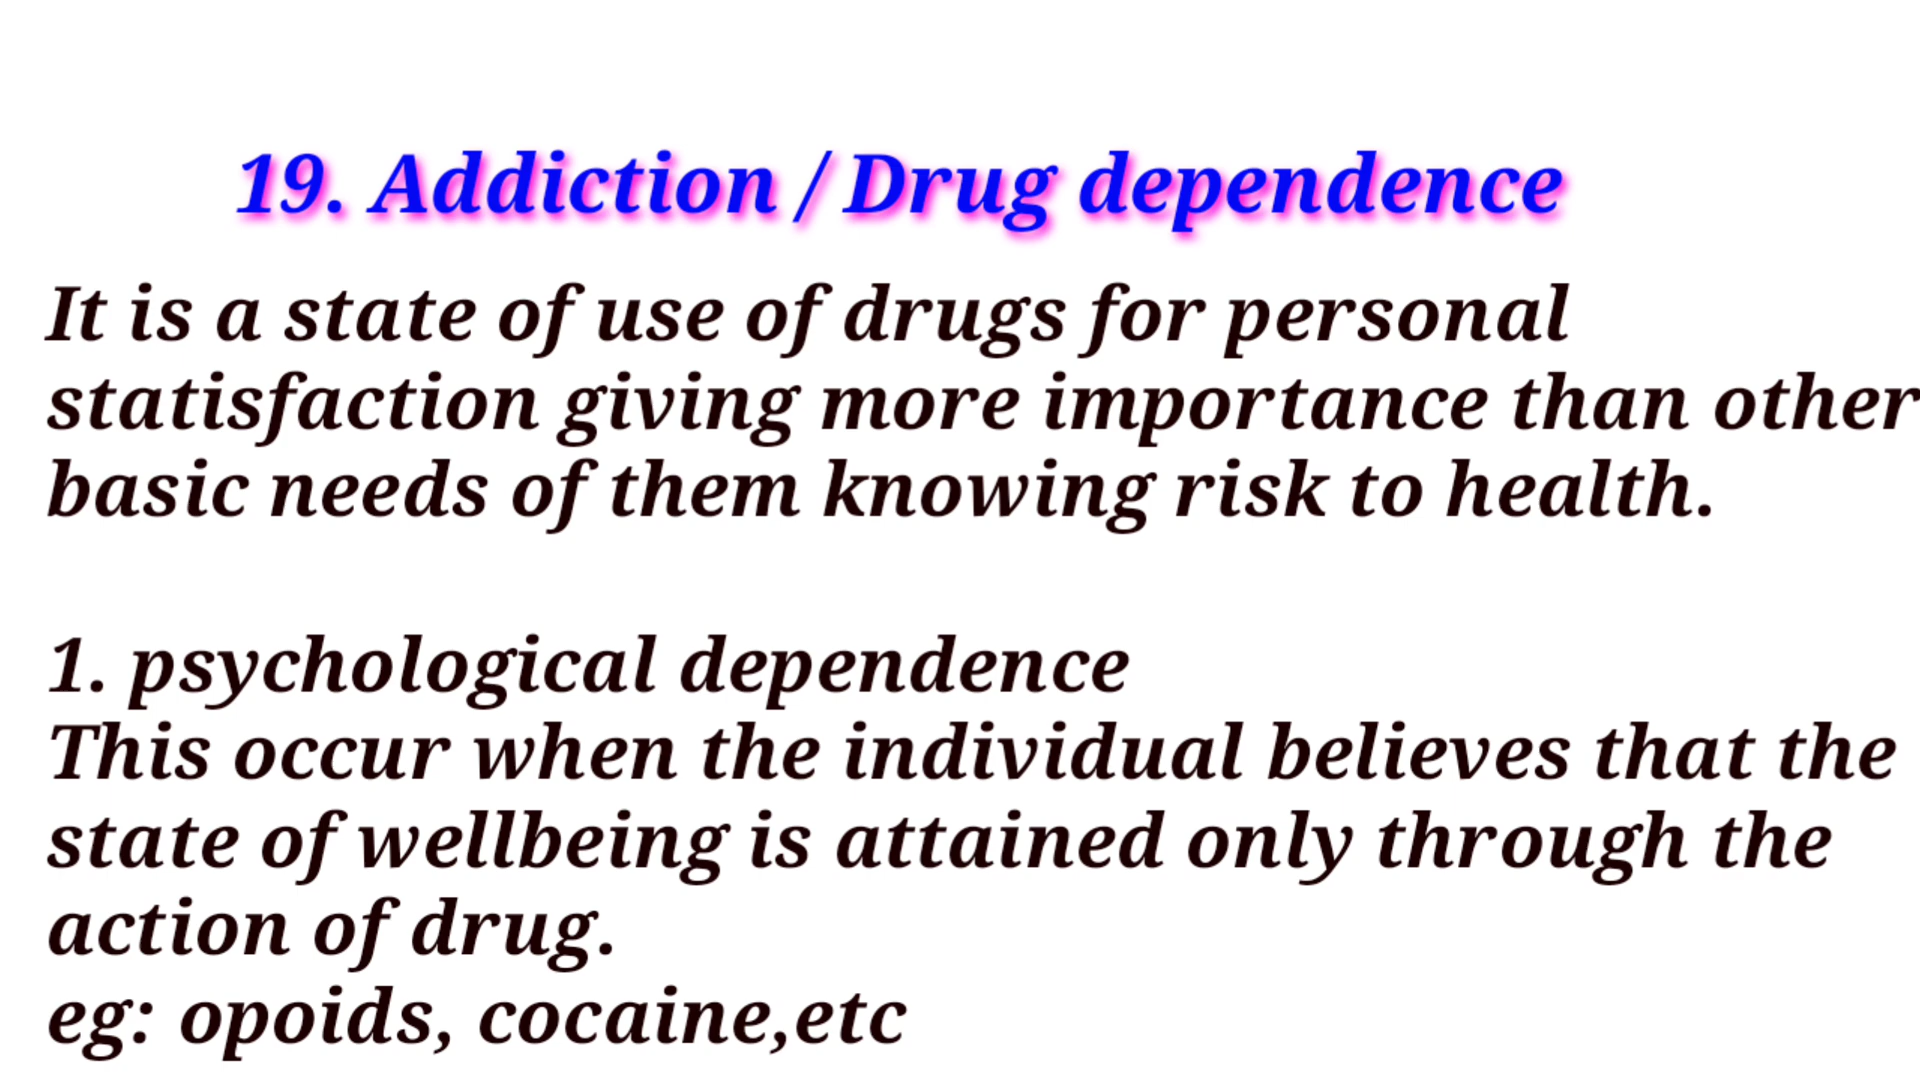 19. Addiction / Drug dependence
It is a state of use of drugs for personal
statisfaction giving more importance than other
basic needs of them knowing risk to health.
1. psychological dependence
This occur when the individual believes that the
state of wellbeing is attained only through the
action of drug.
eg: opoids, cocaine,etc